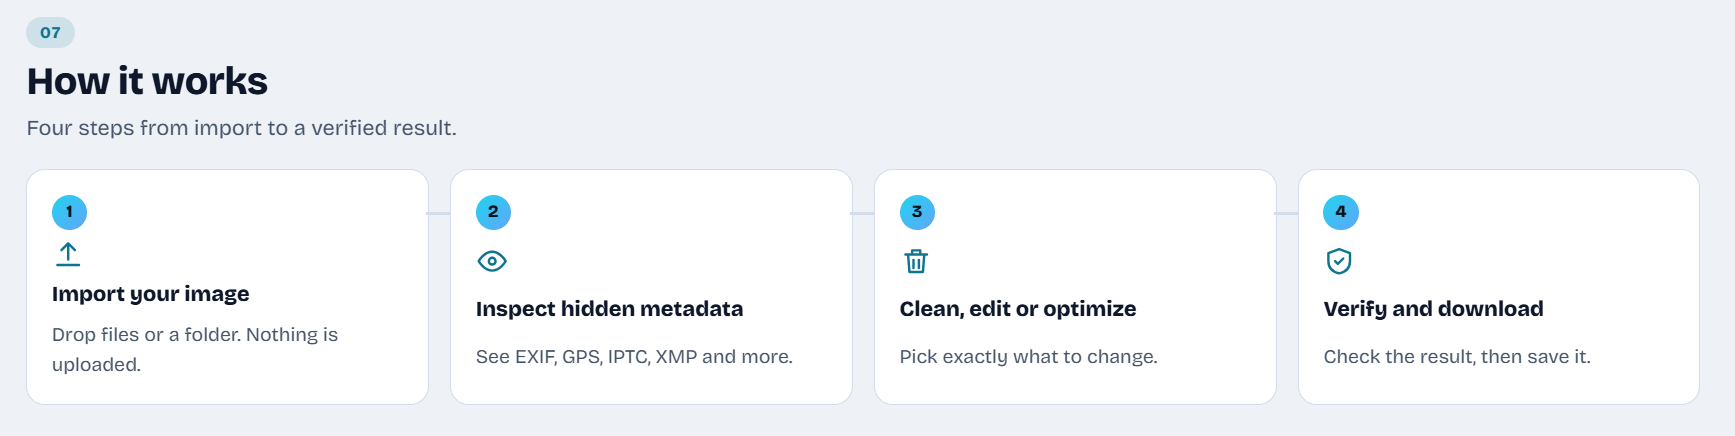 07
How it works
Four steps from import to a verified result.
1
Import your image
Drop files or a folder. Nothing is
uploaded.
2
Inspect hidden metadata
See EXIF, GPS, IPTC, XMP and more.
3
Clean, edit or optimize
Pick exactly what to change.
4
Verify and download
Check the result, then save it.